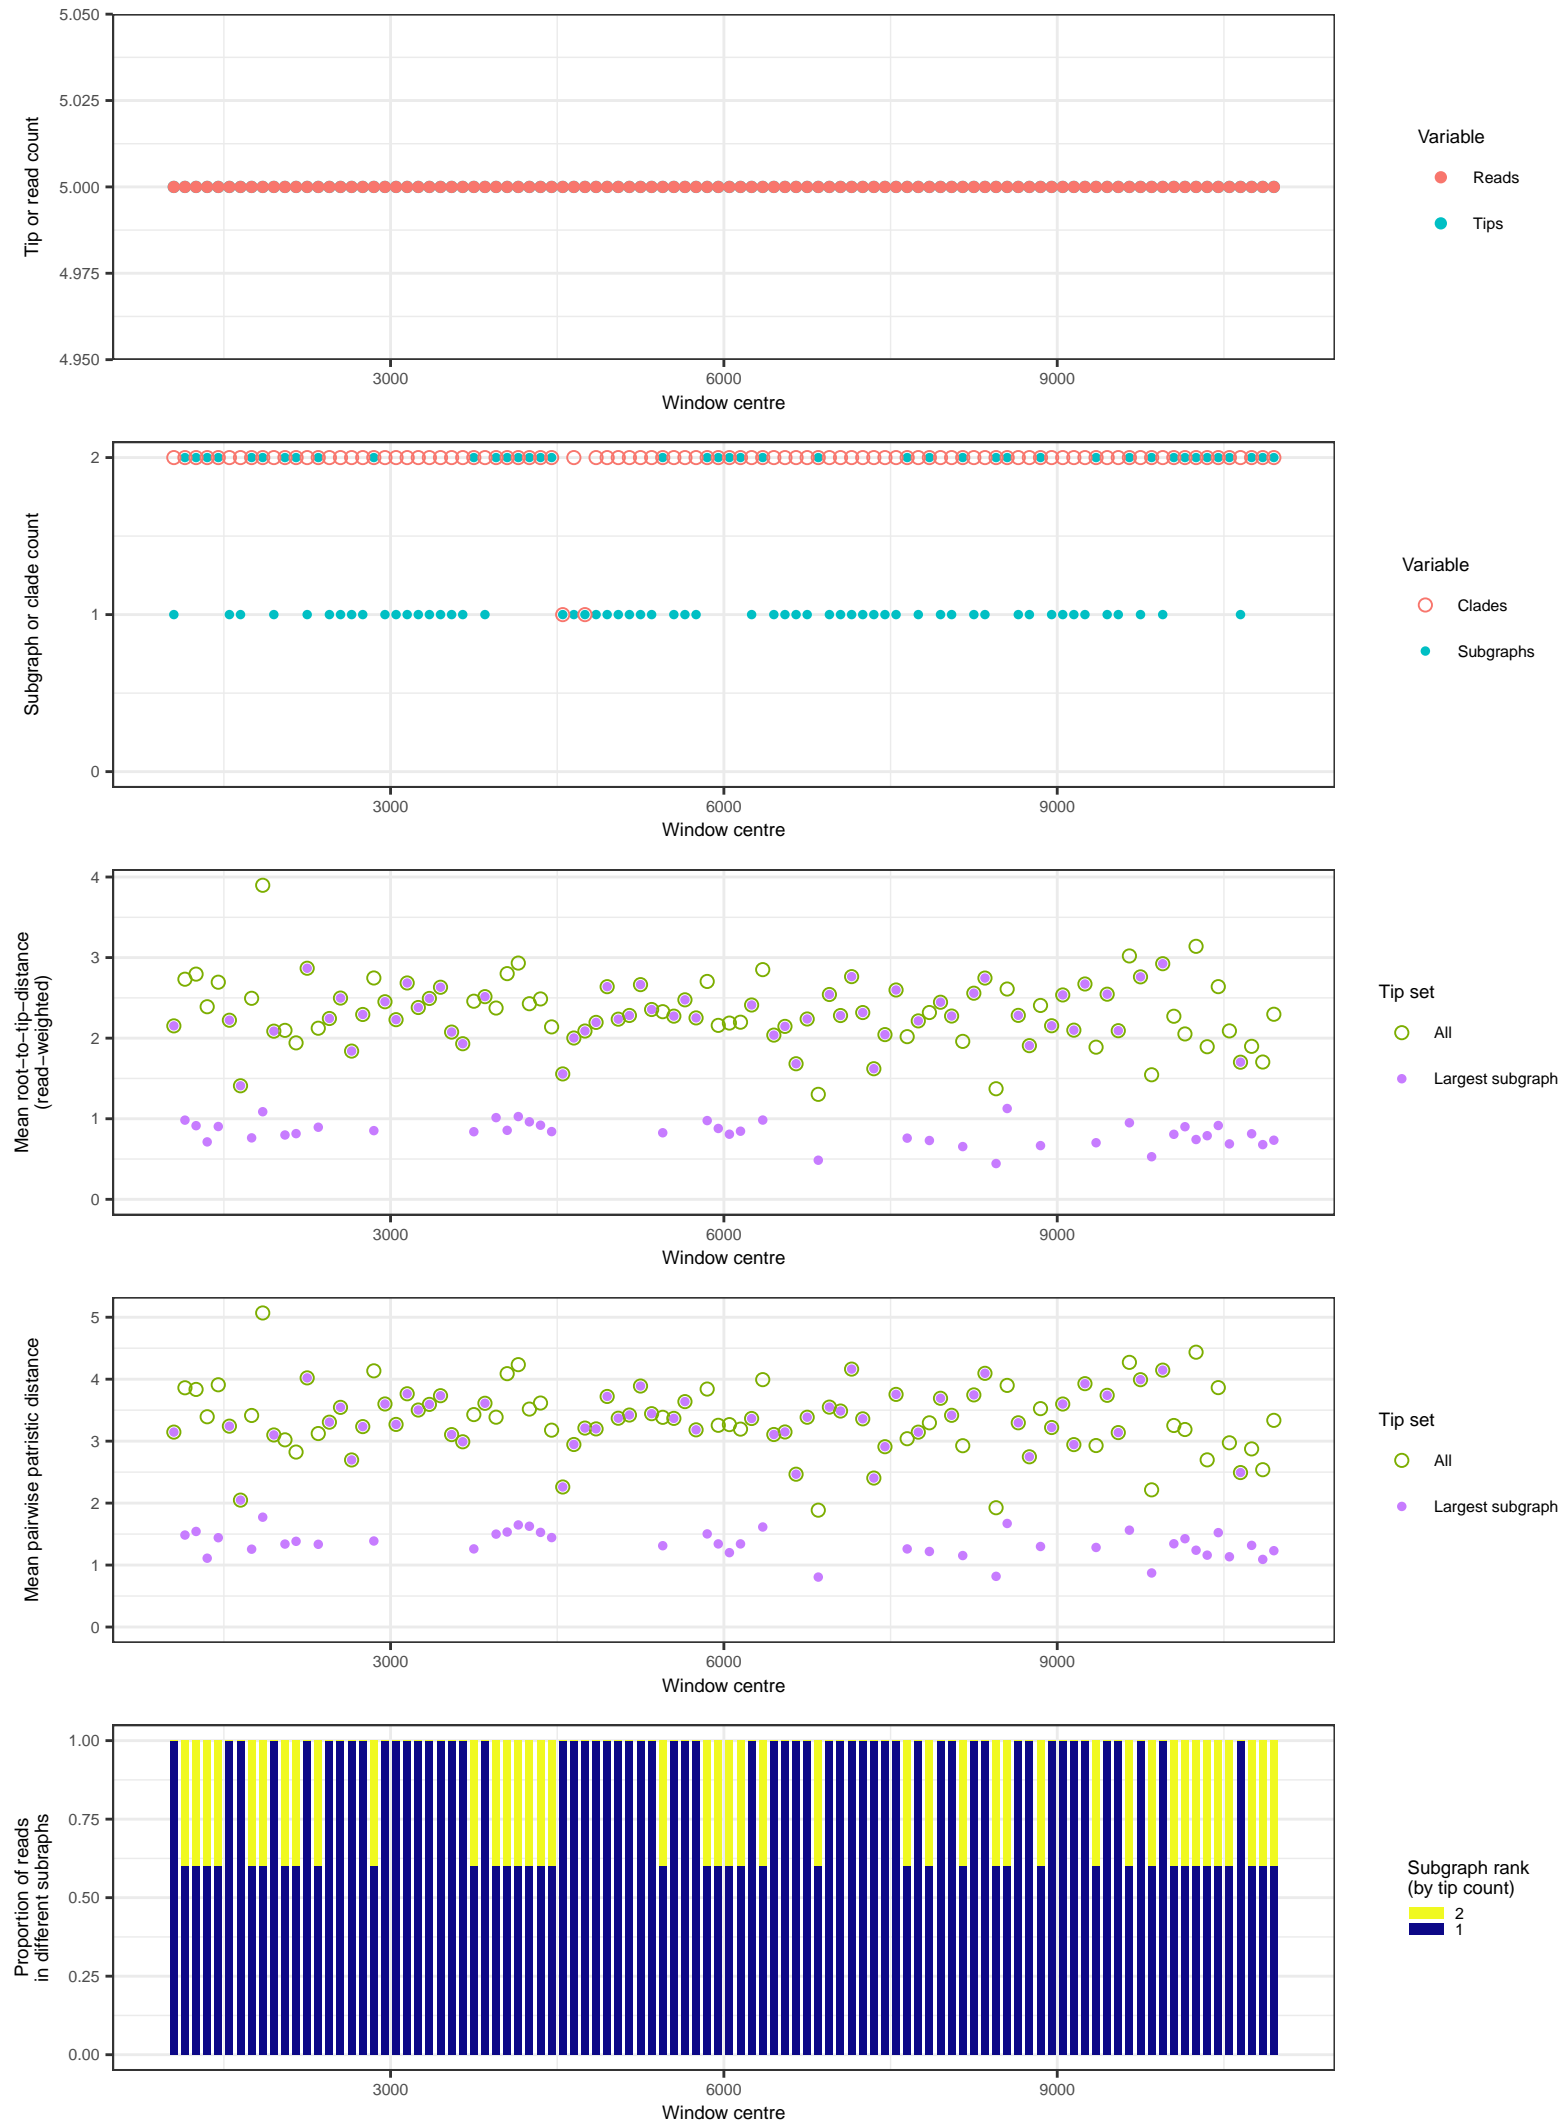 5.050
5.025
5.000
4.975
4.950
Tip or read count
3000 6000 9000
Window centre
Variable
Reads
Tips
2
1
0
Subgraph or clade count
3000 6000 9000
Window centre
Variable
Clades
Subgraphs
4
3
2
1
0
Mean root−to−tip−distance
(read−weighted)
3000 6000 9000
Window centre
Tip set
All
Largest subgraph
5
4
3
2
1
0
Mean pairwise patristic distance
3000 6000 9000
Window centre
Tip set
All
Largest subgraph
1.00
0.75
0.50
0.25
0.00
Proportion of reads
in different subraphs
3000 6000 9000
Window centre
Subgraph rank
(by tip count)
2
1